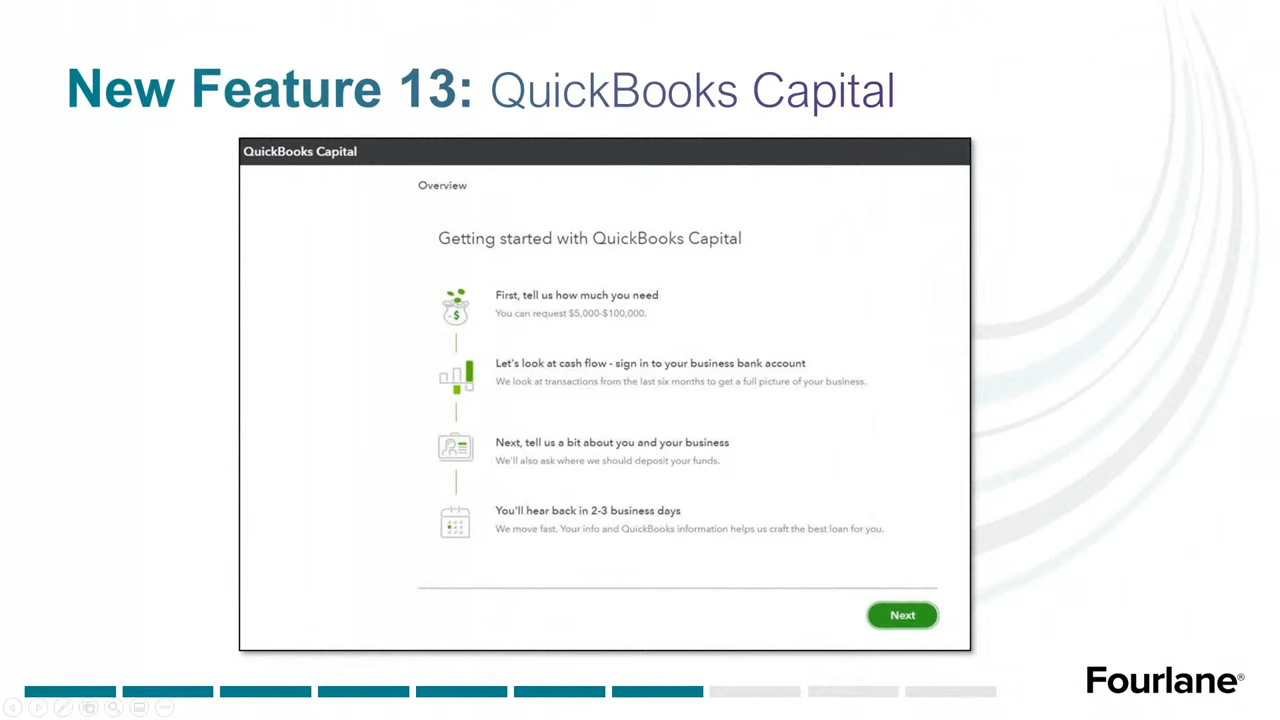 New Feature 13: QuickBooks Capital
QuickBooks Capital
Overview
Getting started with QuickBooks Capital
First, tell us how much you need
You can request $5,000-$100,000.
$
Let's look at cash flow - sign in to your business bank account
We look at transactions from the last six months to get a full picture of your business.
Next, tell us a bit about you and your business
We'll also ask where we should deposit your funds.
You'll hear back in 2-3 business days
We move fast. Your info and QuickBooks information helps us craft the best loan for you.
Next
Fourlane®